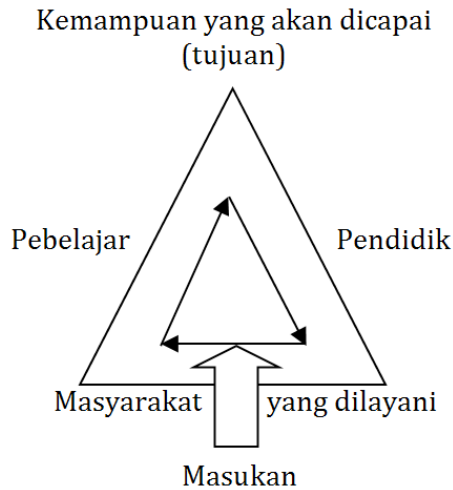 Kemampuan yang akan dicapai
(tujuan)
Pebelajar
Pendidik
Masyarakat yang dilayani
Masukan